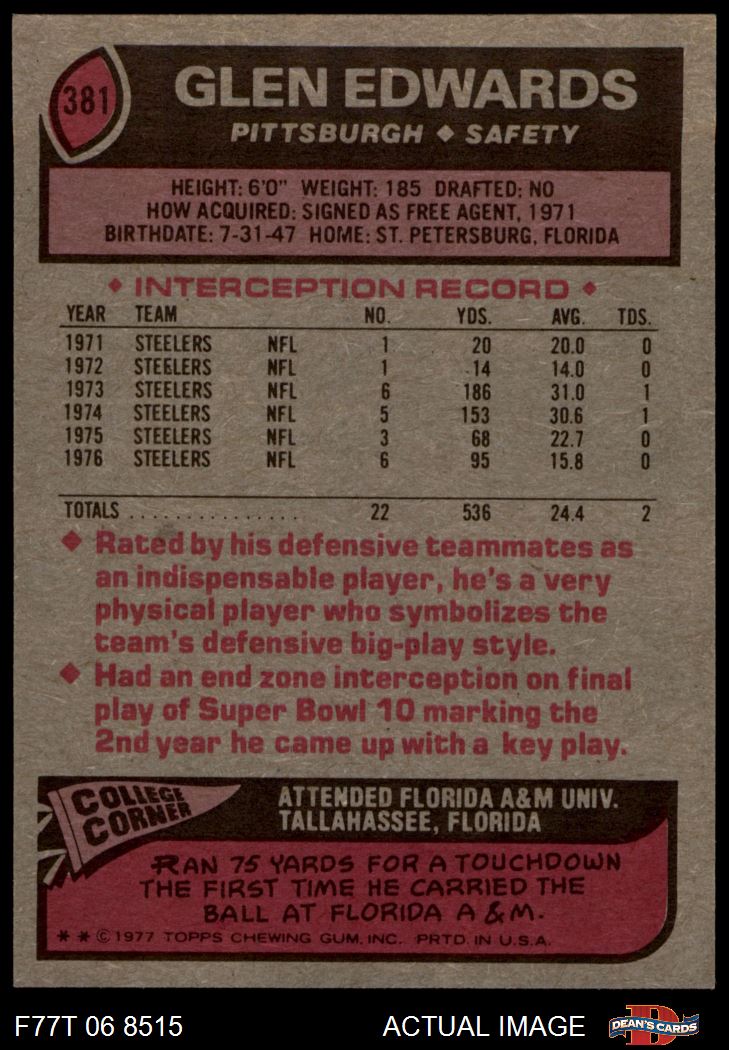 381
GLEN EDWARDS
PITTSBURGH ◆ SAFETY
HEIGHT: 6'0" WEIGHT: 185 DRAFTED: NO
HOW ACQUIRED: SIGNED AS FREE AGENT, 1971
BIRTHDATE: 7-31-47 HOME: ST. PETERSBURG, FLORIDA
◆ INTERCEPTION RECORD ◆
YEAR TEAM NO. YDS. AVG. TDS.
1971 STEELERS NFL 1 20 20.0 0
1972 STEELERS NFL 1 14 14.0 0
1973 STEELERS NFL 6 186 31.0 1
1974 STEELERS NFL 5 153 30.6 1
1975 STEELERS NFL 3 68 22.7 0
1976 STEELERS NFL 6 95 15.8 0
TOTALS ................ 22 536 24.4 2
◆ Rated by his defensive teammates as
an indispensable player, he's a very
physical player who symbolizes the
team's defensive big-play style.
◆ Had an end zone interception on final
play of Super Bowl 10 marking the
2nd year he came up with a key play.
COLLEGE
CORNER
ATTENDED FLORIDA A&M UNIV.
TALLAHASSEE, FLORIDA
RAN 75 YARDS FOR A TOUCHDOWN
THE FIRST TIME HE CARRIED THE
BALL AT FLORIDA A & M.
* * © 1977 TOPPS CHEWING GUM, INC. PRTD. IN U.S.A.
F77T 06 8515 ACTUAL IMAGE
D
DEAN'S CARDS